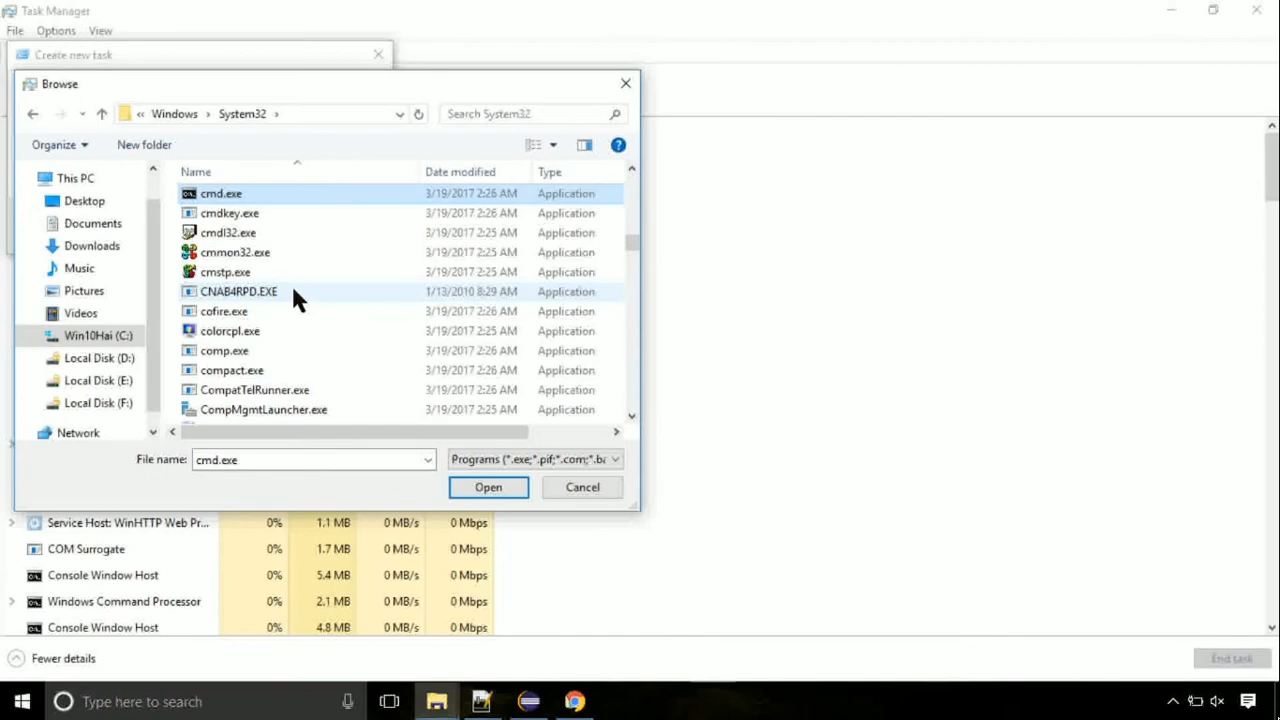 Task Manager
File Options View
Create new task
Browse
« Windows › System32 ›
Search System32
Organize
New folder
Name Date modified Type
This PC
Desktop
Documents
Downloads
Music
Pictures
Videos
Win10Hai (C:)
Local Disk (D:)
Local Disk (E:)
Local Disk (F:)
Network
cmd.exe 3/19/2017 2:26 AM Application
cmdkey.exe 3/19/2017 2:26 AM Application
cmdl32.exe 3/19/2017 2:25 AM Application
cmmon32.exe 3/19/2017 2:25 AM Application
cmstp.exe 3/19/2017 2:25 AM Application
CNAB4RPD.EXE 1/13/2010 8:29 AM Application
cofire.exe 3/19/2017 2:26 AM Application
colorcpl.exe 3/19/2017 2:25 AM Application
comp.exe 3/19/2017 2:26 AM Application
compact.exe 3/19/2017 2:26 AM Application
CompatTelRunner.exe 3/19/2017 2:26 AM Application
CompMgmtLauncher.exe 3/19/2017 2:25 AM Application
File name: cmd.exe
Programs (*.exe;*.pif;*.com;*.ba
Open Cancel
Service Host: WinHTTP Web Pr... 0% 1.1 MB 0 MB/s 0 Mbps
COM Surrogate 0% 1.7 MB 0 MB/s 0 Mbps
Console Window Host 0% 5.4 MB 0 MB/s 0 Mbps
Windows Command Processor 0% 2.1 MB 0 MB/s 0 Mbps
Console Window Host 0% 4.8 MB 0 MB/s 0 Mbps
Fewer details
End task
Type here to search